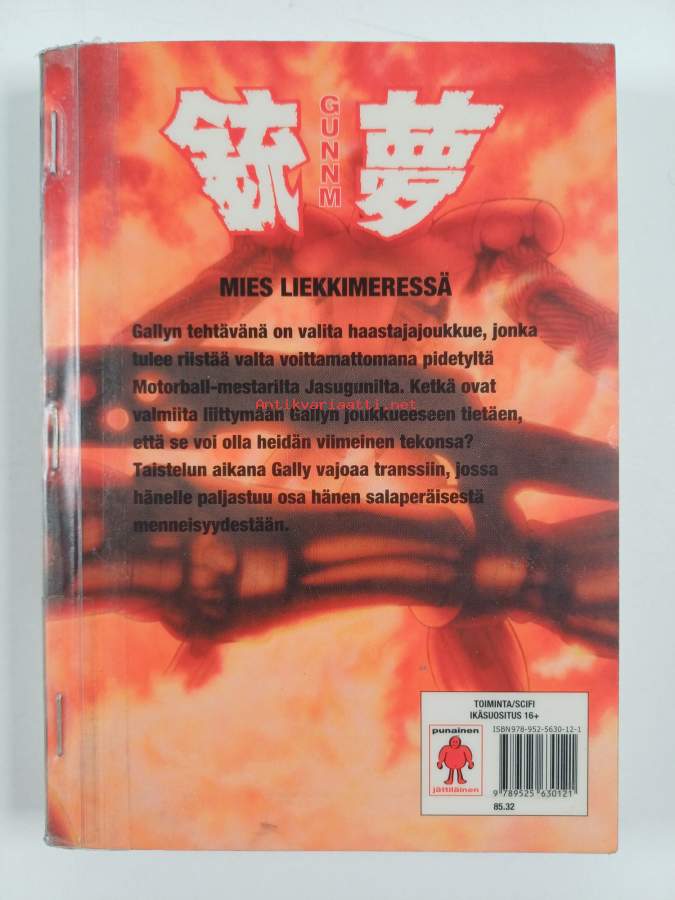 銃夢
GUNNM
MIES LIEKKIMERESSÄ
Gallyn tehtävänä on valita haastajajoukkue, jonka
tulee riistää valta voittamattomana pidetyltä
Motorball-mestarilta Jasugunilta. Ketkä ovat
Antikvariaatti.net
valmiita liittymään Gallyn joukkueeseen tietäen,
että se voi olla heidän viimeinen tekonsa?
Taistelun aikana Gally vajoaa transsiin, jossa
hänelle paljastuu osa hänen salaperäisestä
menneisyydestään.
TOIMINTA/SCIFI
IKÄSUOSITUS 16+
punainen
jättiläinen
ISBN 978-952-5630-12-1
9 789525 630121
85.32